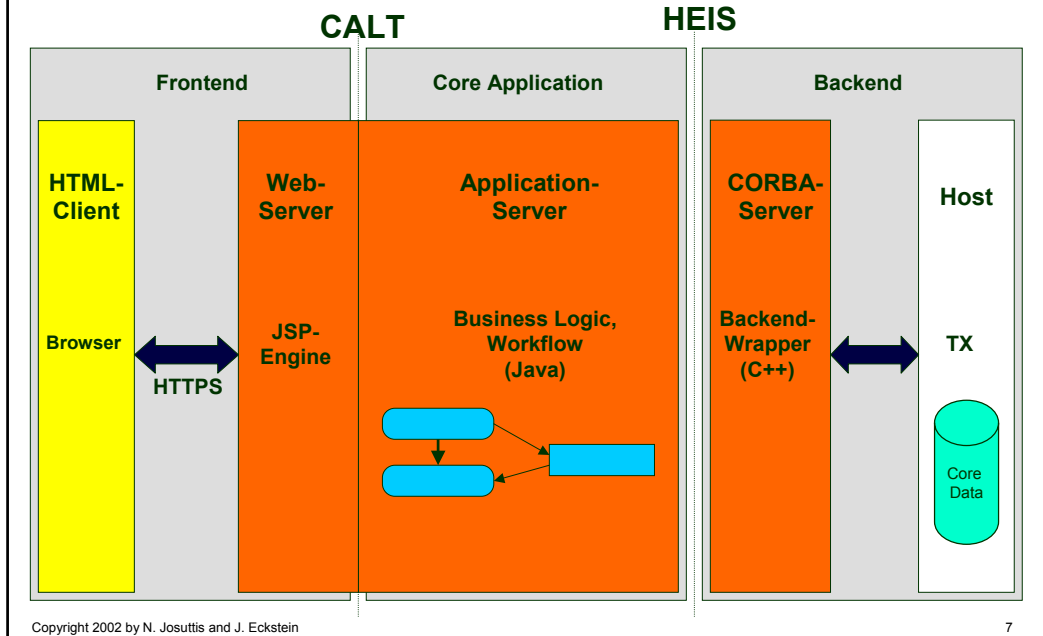 CALT
HEIS
Frontend
Core Application
Backend
HTML-
Client
Web-
Server
Application-
Server
CORBA-
Server
Host
Browser
HTTPS
JSP-
Engine
Business Logic,
Workflow
(Java)
Backend-
Wrapper
(C++)
TX
Core
Data
Copyright 2002 by N. Josuttis and J. Eckstein
7